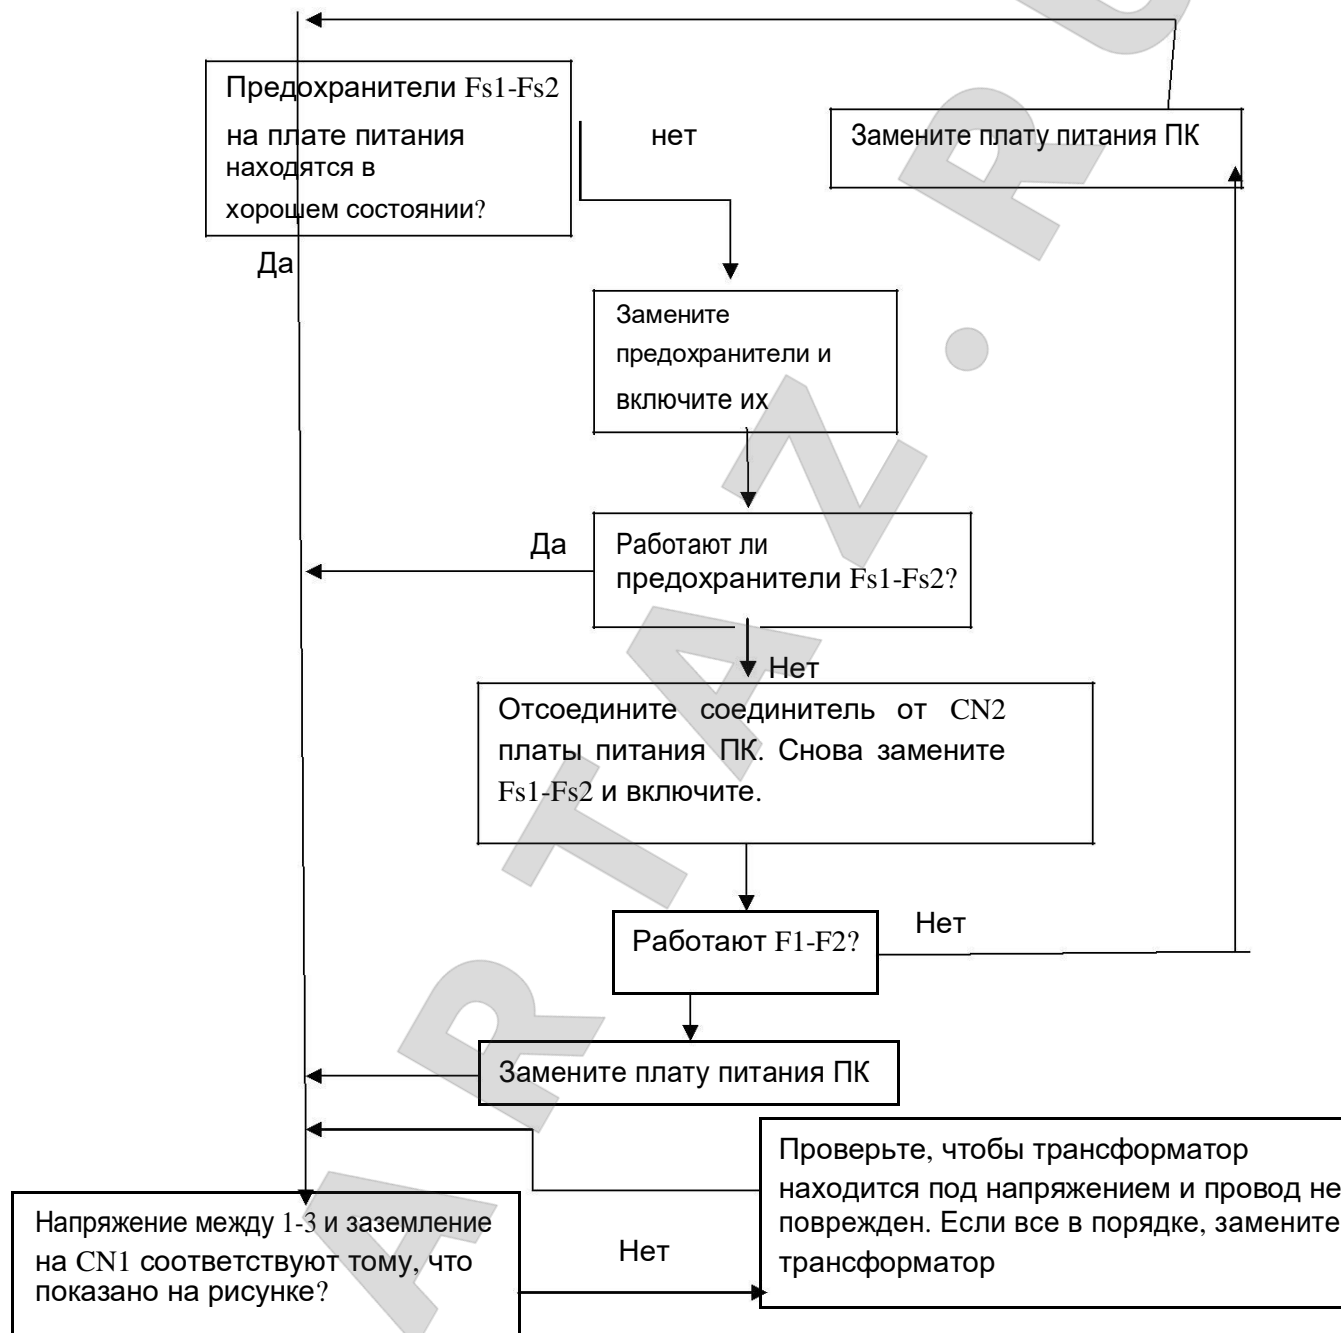 Предохранители Fs1-Fs2
на плате питания
находятся в
хорошем состоянии?
нет
Замените плату питания ПК
Да
Замените
предохранители и
включите их
Да
Работают ли
предохранители Fs1-Fs2?
Нет
Отсоедините соединитель от CN2
платы питания ПК. Снова замените
Fs1-Fs2 и включите.
Работают F1-F2?
Нет
Замените плату питания ПК
Проверьте, чтобы трансформатор
находится под напряжением и провод не
поврежден. Если все в порядке, замените
трансформатор
Напряжение между 1-3 и заземление
на CN1 соответствуют тому, что
показано на рисунке?
Нет
ARTAZ.RU